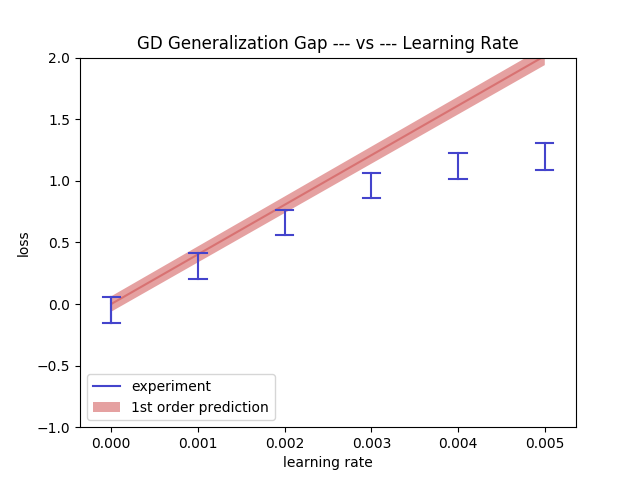 GD Generalization Gap --- vs --- Learning Rate
2.0
1.5
1.0
0.5
0.0
−0.5
−1.0
loss
experiment
1st order prediction
0.000 0.001 0.002 0.003 0.004 0.005
learning rate